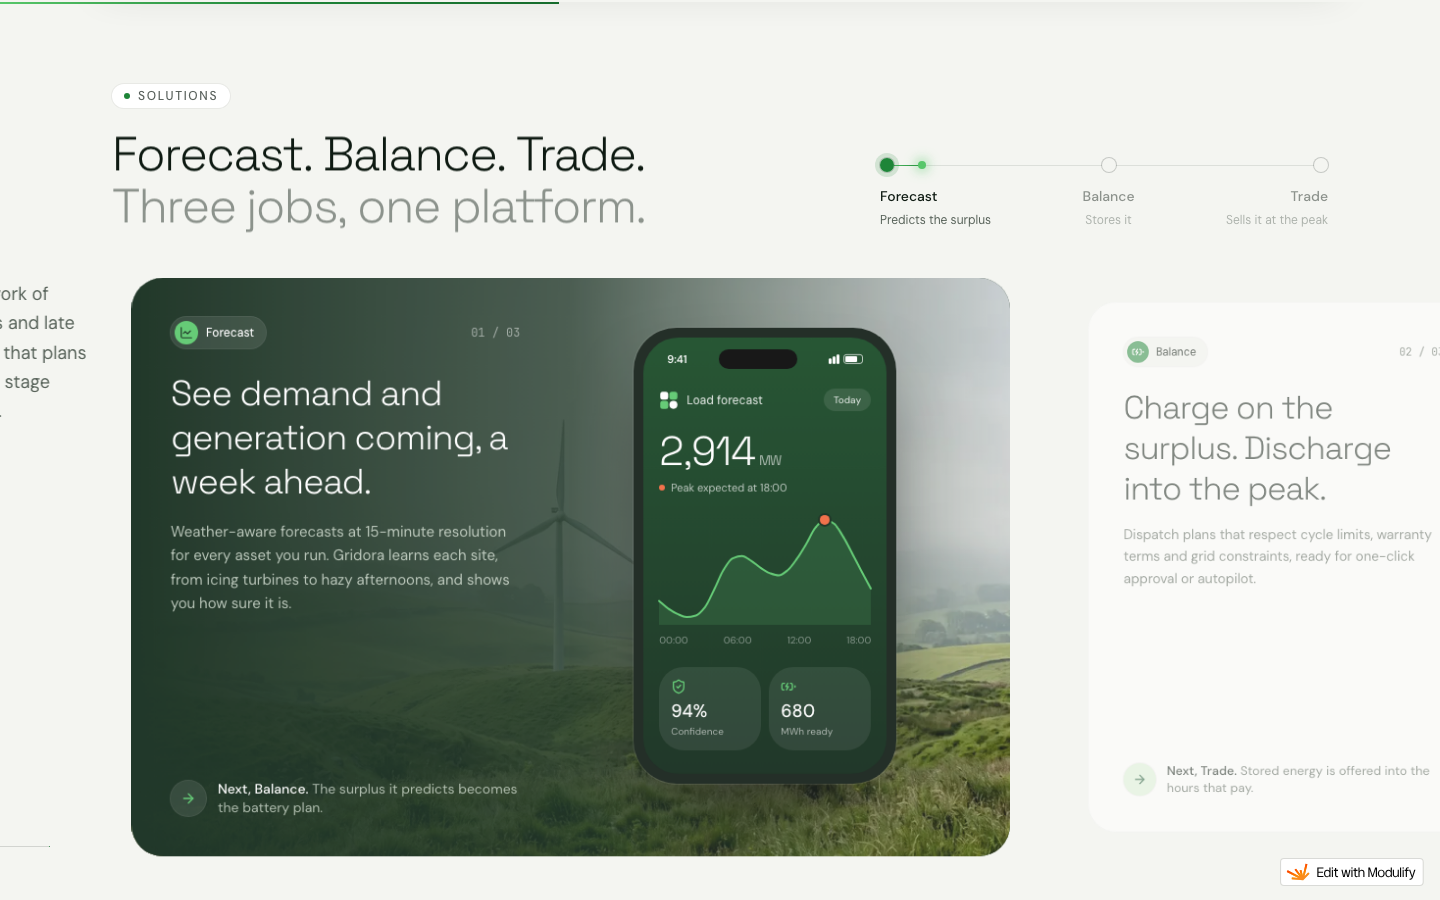 SOLUTIONS
Forecast. Balance. Trade.
Three jobs, one platform.
Forecast
Predicts the surplus
Balance
Stores it
Trade
Sells it at the peak
ork of
s and late
that plans
stage
.
Forecast
01 / 03
See demand and
generation coming, a
week ahead.
Weather-aware forecasts at 15-minute resolution
for every asset you run. Gridora learns each site,
from icing turbines to hazy afternoons, and shows
you how sure it is.
Next, Balance. The surplus it predicts becomes
the battery plan.
9:41
Load forecast
Today
2,914 MW
Peak expected at 18:00
00:00 06:00 12:00 18:00
94%
Confidence
680
MWh ready
Balance
02 / 03
Charge on the
surplus. Discharge
into the peak.
Dispatch plans that respect cycle limits, warranty
terms and grid constraints, ready for one-click
approval or autopilot.
Next, Trade. Stored energy is offered into the
hours that pay.
Edit with Modulify